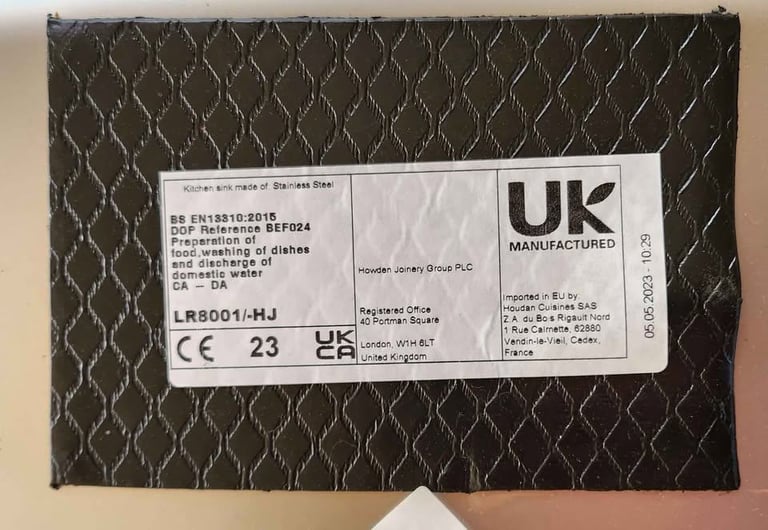 Kitchen sink made of Stainless Steel
BS EN13310:2015
DOP Reference BEF024
Preparation of
food,washing of dishes
and discharge of
domestic water
CA - DA
LR8001/-HJ
CE 23 UK
CA
Howden Joinery Group PLC
Registered Office
40 Portman Square
London, W1H 6LT
United Kingdom
UK
MANUFACTURED
Imported in EU by:
Houdan Cuisines SAS
Z.A. du Bois Rigault Nord
1 Rue Calmette, 62880
Vendin-le-Vieil, Cedex,
France
05.05.2023 - 10:29